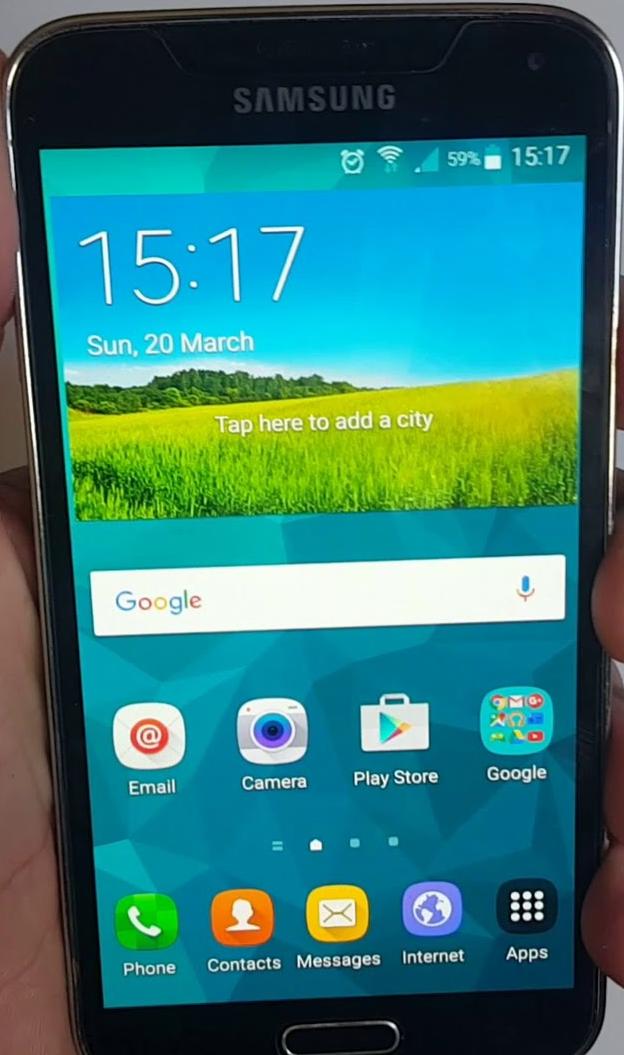 SAMSUNG
59% 15:17
15:17
Sun, 20 March
Tap here to add a city
Google
Email Camera Play Store Google
Phone Contacts Messages Internet Apps